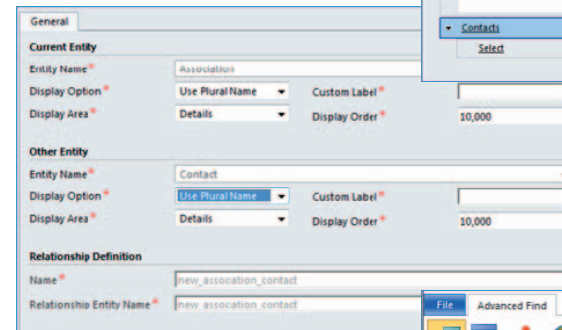 General
Contacts
Select
Current Entity
Entity Name* Association
Display Option* Use Plural Name Custom Label*
Display Area* Details Display Order* 10,000
Other Entity
Entity Name* Contact
Display Option* Use Plural Name Custom Label*
Display Area* Details Display Order* 10,000
Relationship Definition
Name* new_assocation_contact
Relationship Entity Name* new_assocation_contact
File Advanced Find